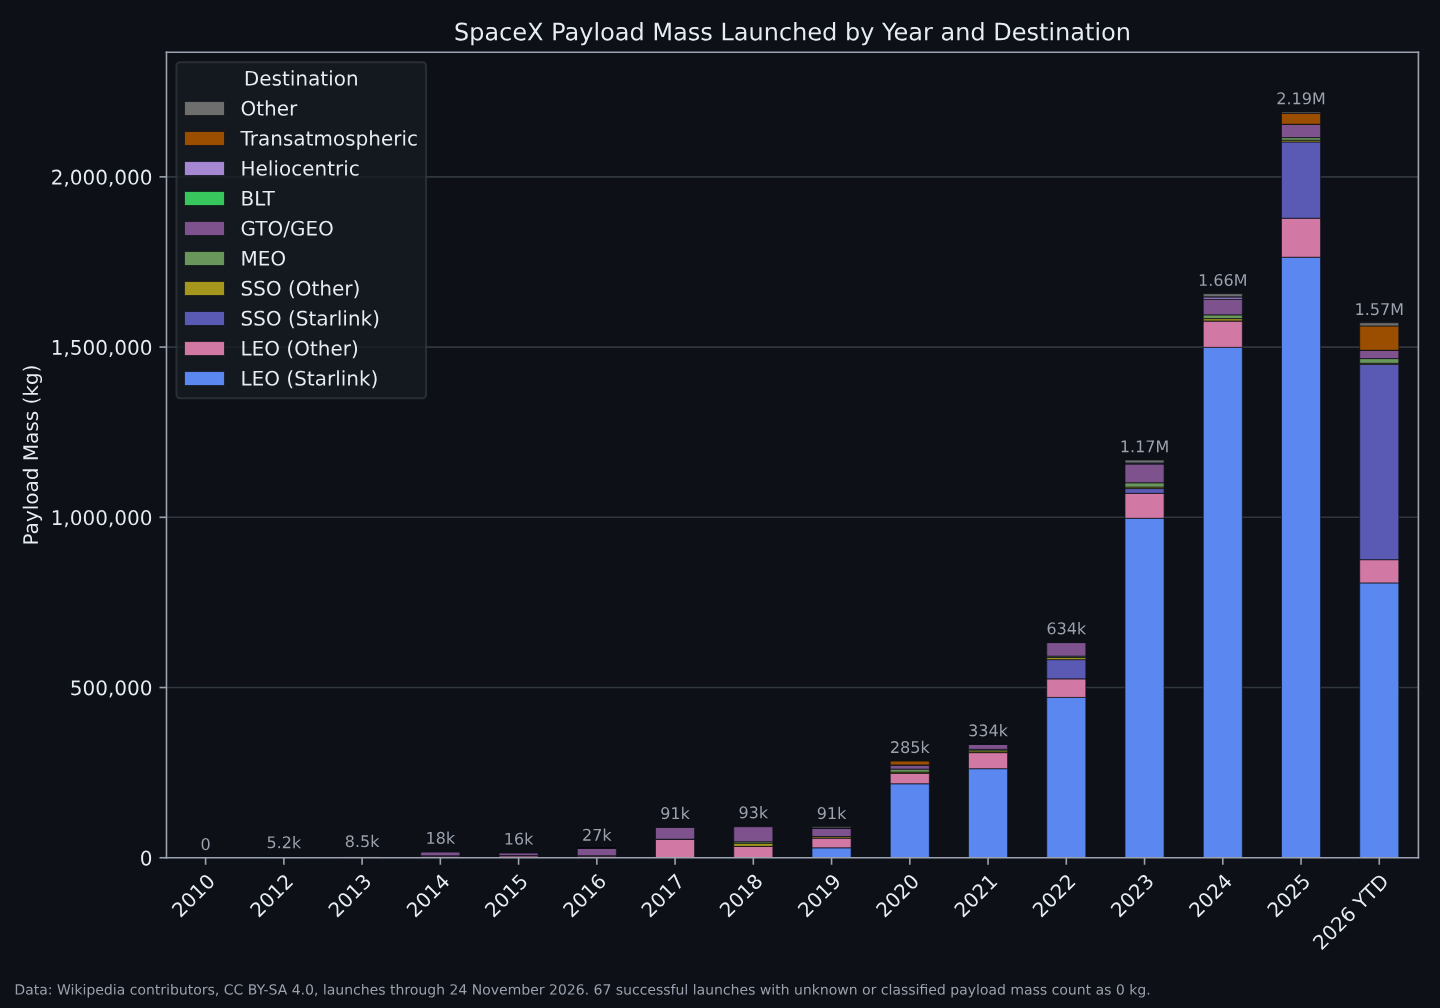 SpaceX Payload Mass Launched by Year and Destination
Destination
Other
Transatmospheric
Heliocentric
BLT
GTO/GEO
MEO
SSO (Other)
SSO (Starlink)
LEO (Other)
LEO (Starlink)
Payload Mass (kg)
2,000,000
1,500,000
1,000,000
500,000
0
0
5.2k
8.5k
18k
16k
27k
91k
93k
91k
285k
334k
634k
1.17M
1.66M
2.19M
1.57M
2010
2012
2013
2014
2015
2016
2017
2018
2019
2020
2021
2022
2023
2024
2025
2026 YTD
Data: Wikipedia contributors, CC BY-SA 4.0, launches through 24 November 2026. 67 successful launches with unknown or classified payload mass count as 0 kg.